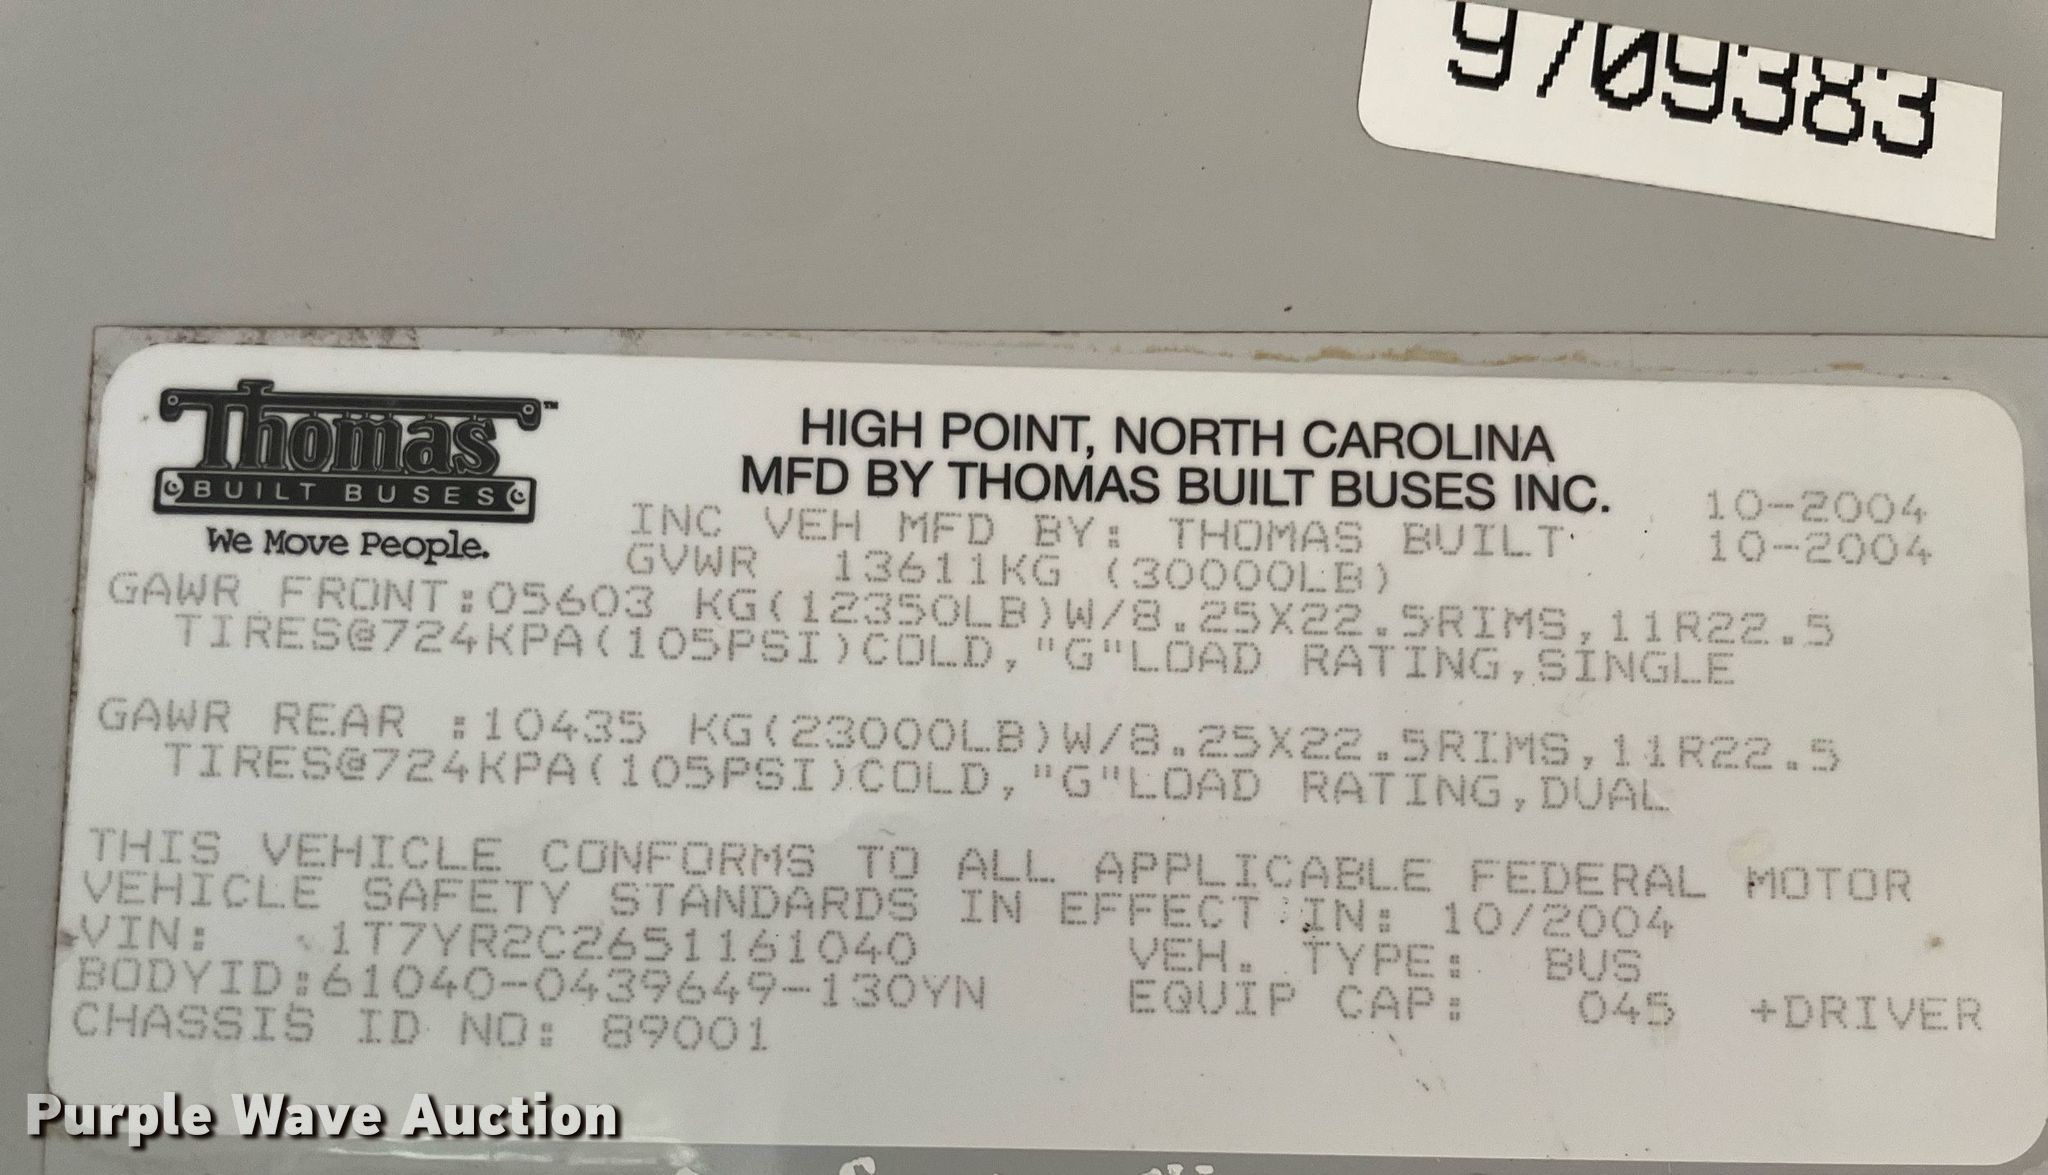 9709383
Thomas
BUILT BUSES
We Move People.
HIGH POINT, NORTH CAROLINA
MFD BY THOMAS BUILT BUSES INC.
INC VEH MFD BY: THOMAS BUILT 10-2004
GVWR 13611KG (30000LB) 10-2004
GAWR FRONT:05603 KG(12350LB)W/8.25X22.5RIMS,11R22.5
TIRES@724KPA(105PSI)COLD,"G"LOAD RATING,SINGLE
GAWR REAR :10435 KG(23000LB)W/8.25X22.5RIMS,11R22.5
TIRES@724KPA(105PSI)COLD,"G"LOAD RATING,DUAL
THIS VEHICLE CONFORMS TO ALL APPLICABLE FEDERAL MOTOR
VEHICLE SAFETY STANDARDS IN EFFECT IN: 10/2004
VIN: 1T7YR2C2651161040 VEH. TYPE: BUS
BODYID:61040-0439649-130YN EQUIP CAP: 045 +DRIVER
CHASSIS ID NO: 89001
Purple Wave Auction